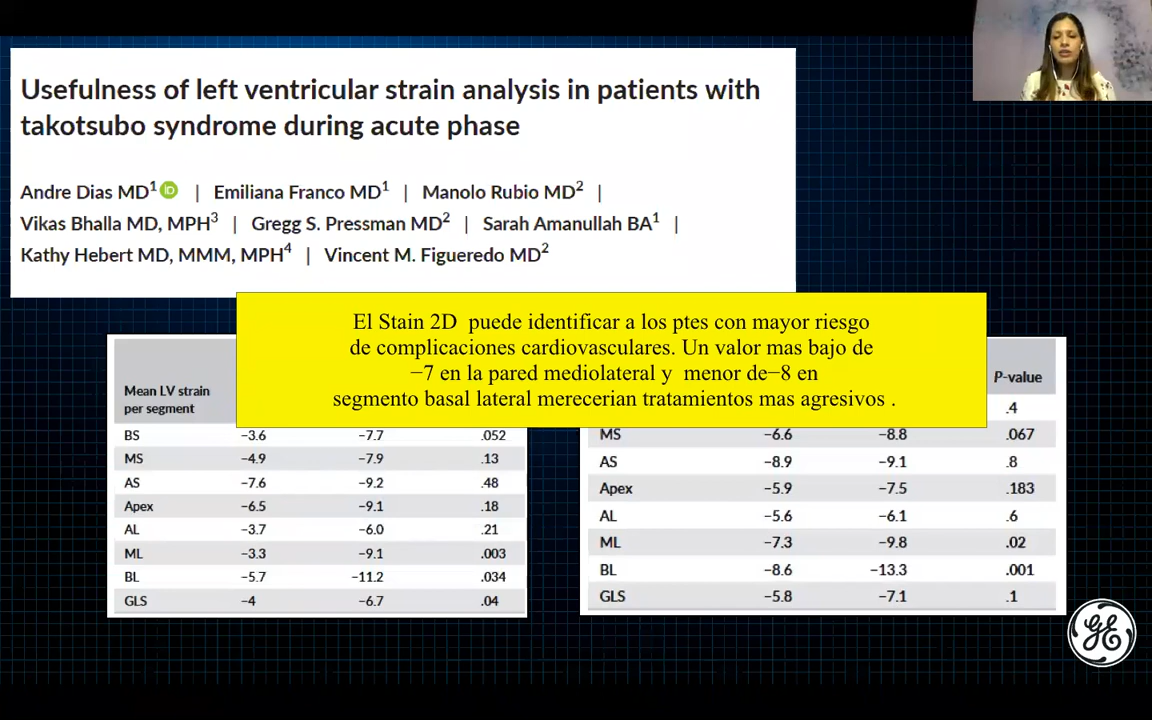 Usefulness of left ventricular strain analysis in patients with
takotsubo syndrome during acute phase
Andre Dias MD1 iD | Emiliana Franco MD1 | Manolo Rubio MD2 |
Vikas Bhalla MD, MPH3 | Gregg S. Pressman MD2 | Sarah Amanullah BA1 |
Kathy Hebert MD, MMM, MPH4 | Vincent M. Figueredo MD2
El Stain 2D puede identificar a los ptes con mayor riesgo
de complicaciones cardiovasculares. Un valor mas bajo de
−7 en la pared mediolateral y menor de−8 en
segmento basal lateral merecerian tratamientos mas agresivos .
Mean LV strain
per segment
BS −3.6 −7.7 .052
MS −4.9 −7.9 .13
AS −7.6 −9.2 .48
Apex −6.5 −9.1 .18
AL −3.7 −6.0 .21
ML −3.3 −9.1 .003
BL −5.7 −11.2 .034
GLS −4 −6.7 .04
P-value
.4
MS −6.6 −8.8 .067
AS −8.9 −9.1 .8
Apex −5.9 −7.5 .183
AL −5.6 −6.1 .6
ML −7.3 −9.8 .02
BL −8.6 −13.3 .001
GLS −5.8 −7.1 .1
GE